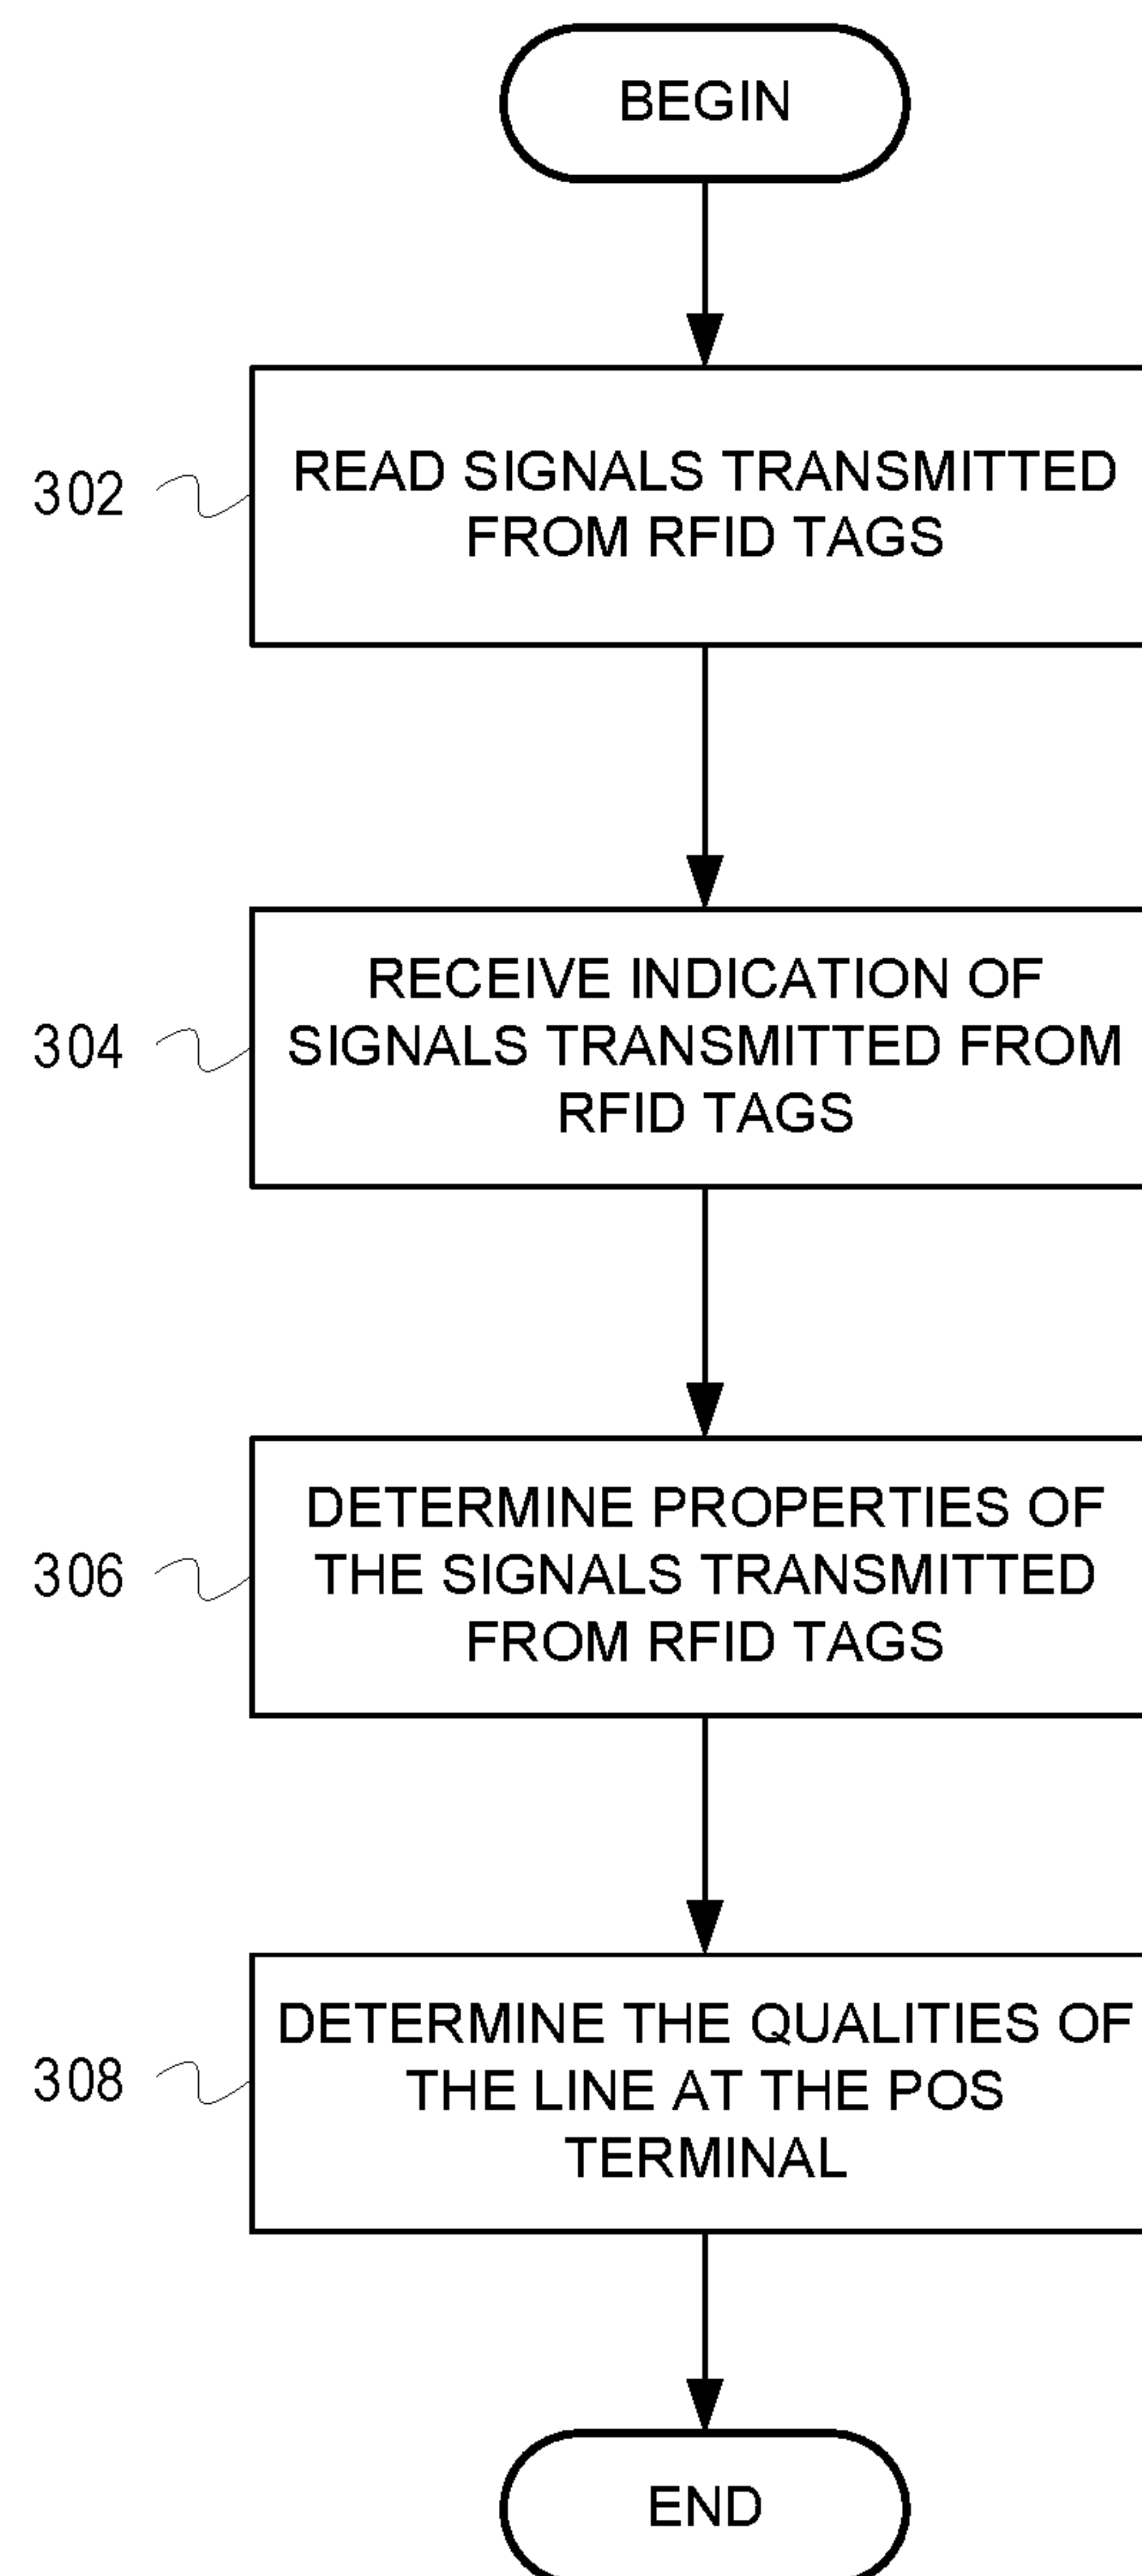 BEGIN
302
READ SIGNALS TRANSMITTED
FROM RFID TAGS
304
RECEIVE INDICATION OF
SIGNALS TRANSMITTED FROM
RFID TAGS
306
DETERMINE PROPERTIES OF
THE SIGNALS TRANSMITTED
FROM RFID TAGS
308
DETERMINE THE QUALITIES OF
THE LINE AT THE POS
TERMINAL
END